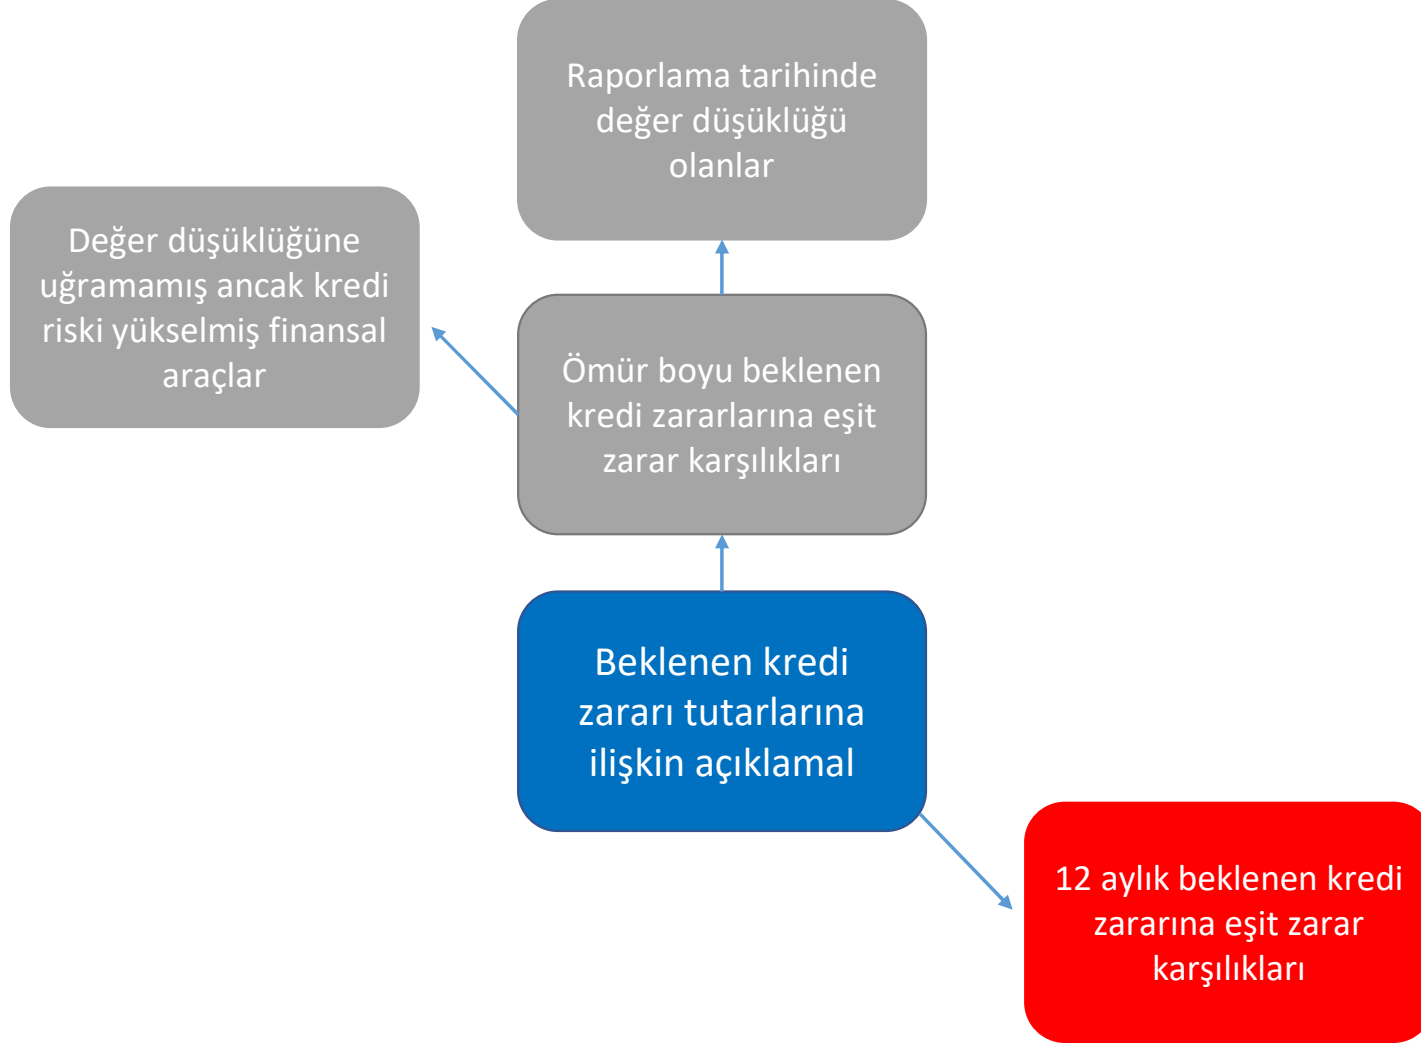 Raporlama tarihinde
değer düşüklüğü
olanlar
Değer düşüklüğüne
uğramamış ancak kredi
riski yükselmiş finansal
araçlar
Ömür boyu beklenen
kredi zararlarına eşit
zarar karşılıkları
Beklenen kredi
zararı tutarlarına
ilişkin açıklamal
12 aylık beklenen kredi
zararına eşit zarar
karşılıkları